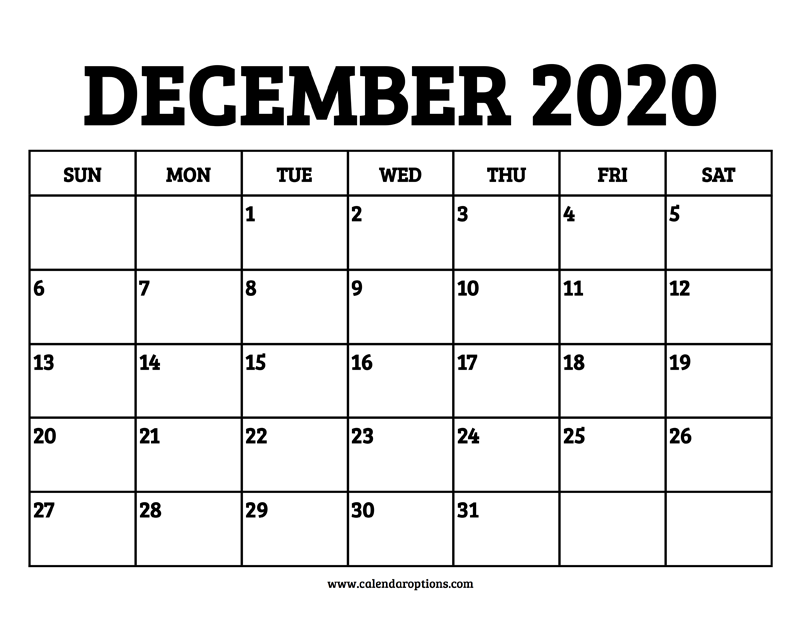 DECEMBER 2020
SUN MON TUE WED THU FRI SAT
1 2 3 4 5
6 7 8 9 10 11 12
13 14 15 16 17 18 19
20 21 22 23 24 25 26
27 28 29 30 31
www.calendaroptions.com